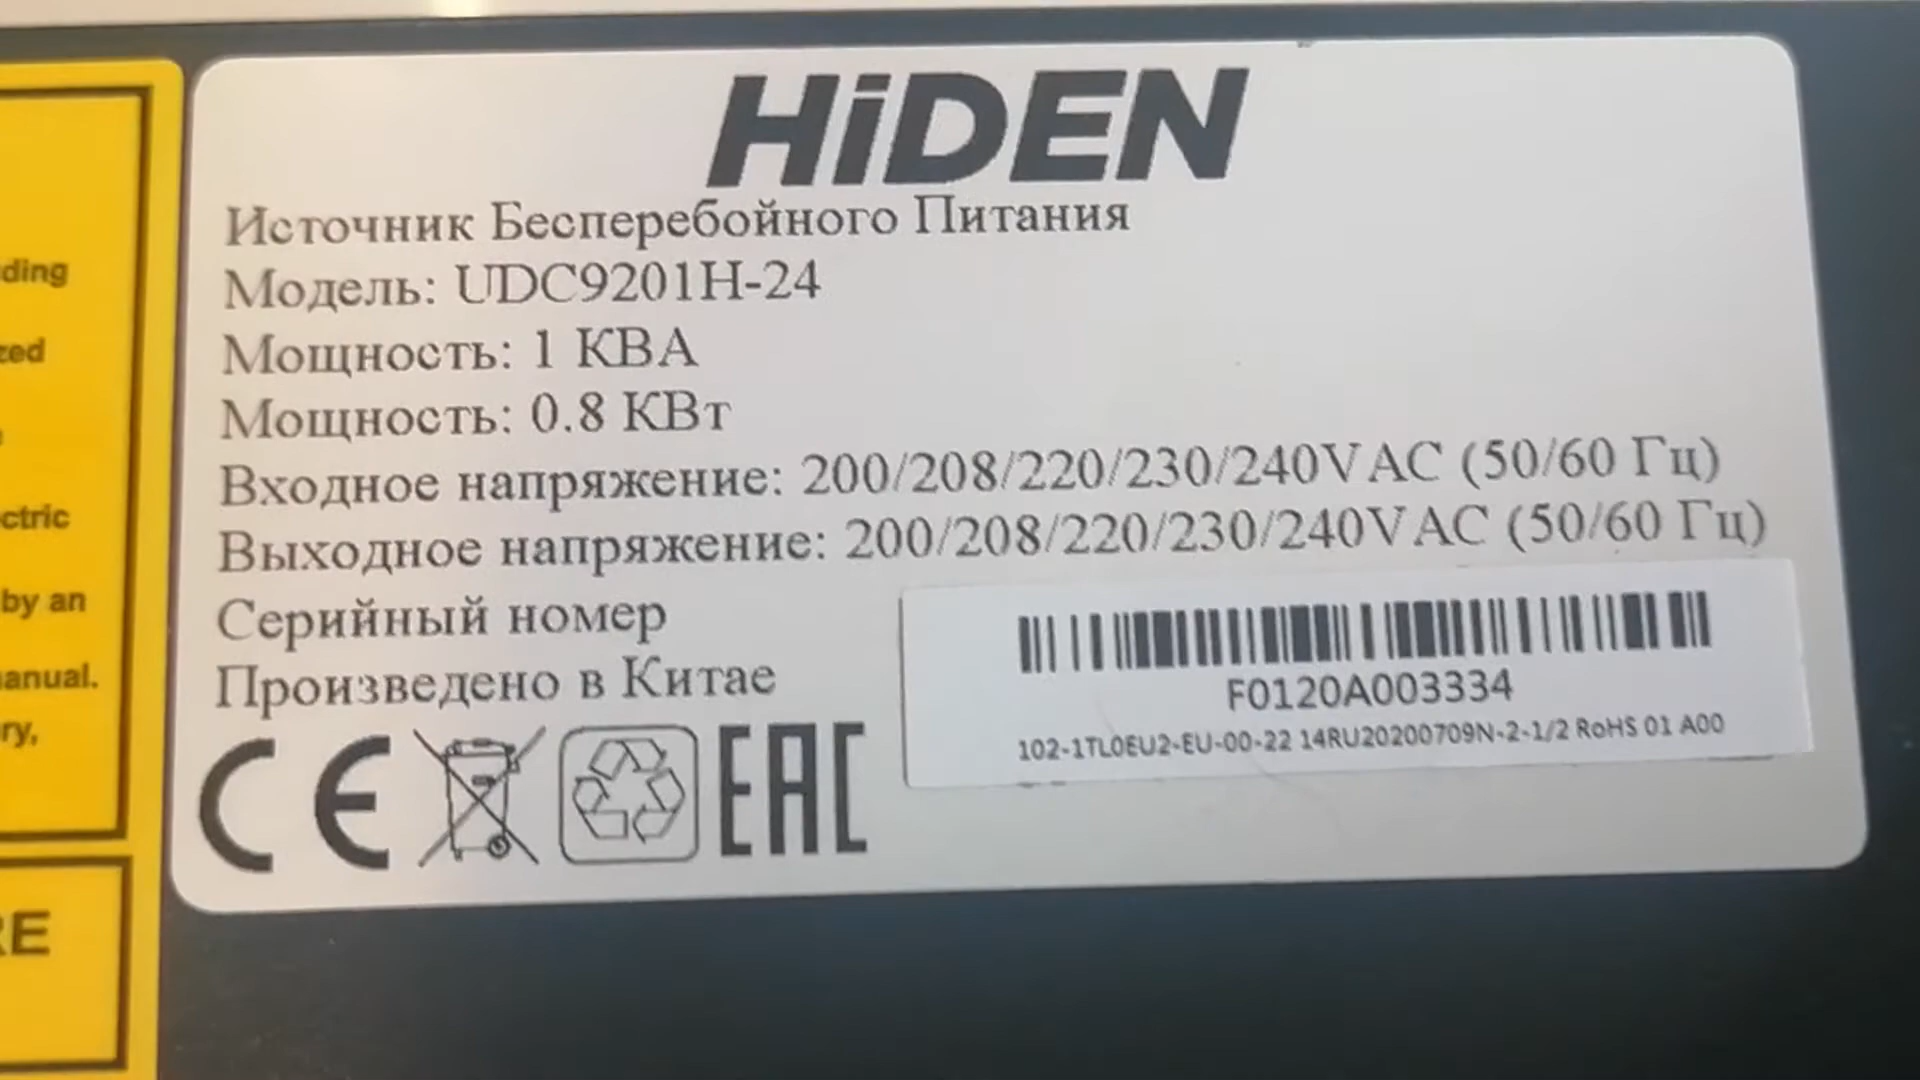 HiDEN
Источник Бесперебойного Питания
Модель: UDC9201H-24
Мощность: 1 КВА
Мощность: 0.8 КВт
Входное напряжение: 200/208/220/230/240VAC (50/60 Гц)
Выходное напряжение: 200/208/220/230/240VAC (50/60 Гц)
Серийный номер
Произведено в Китае
F0120A003334
102-1TL0EU2-EU-00-22 14RU20200709N-2-1/2 RoHS 01 A00
CE
EAC
ding
zed
ctric
by an
anual.
ry,
RE